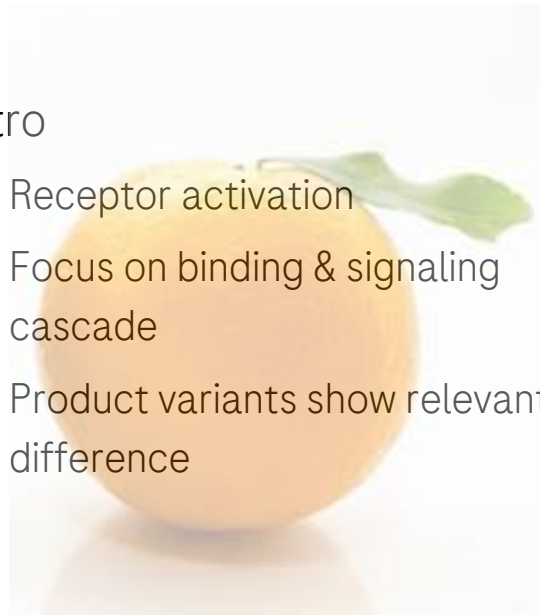 tro
Receptor activation
Focus on binding & signaling
cascade
Product variants show relevant
difference